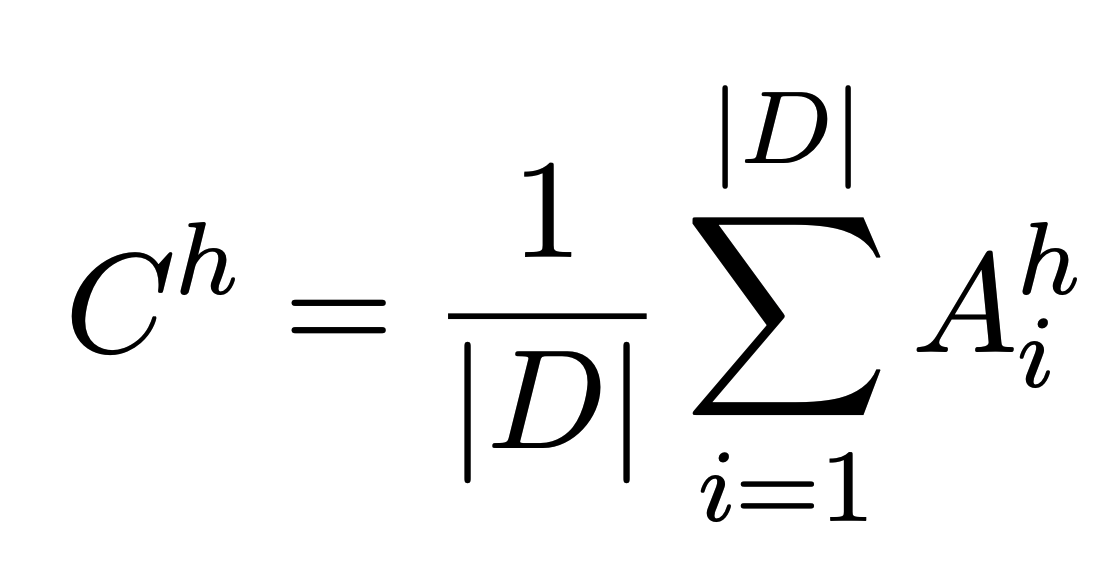 $C^h = \frac{1}{|D|} \sum_{i=1}^{|D|} A_i^h$